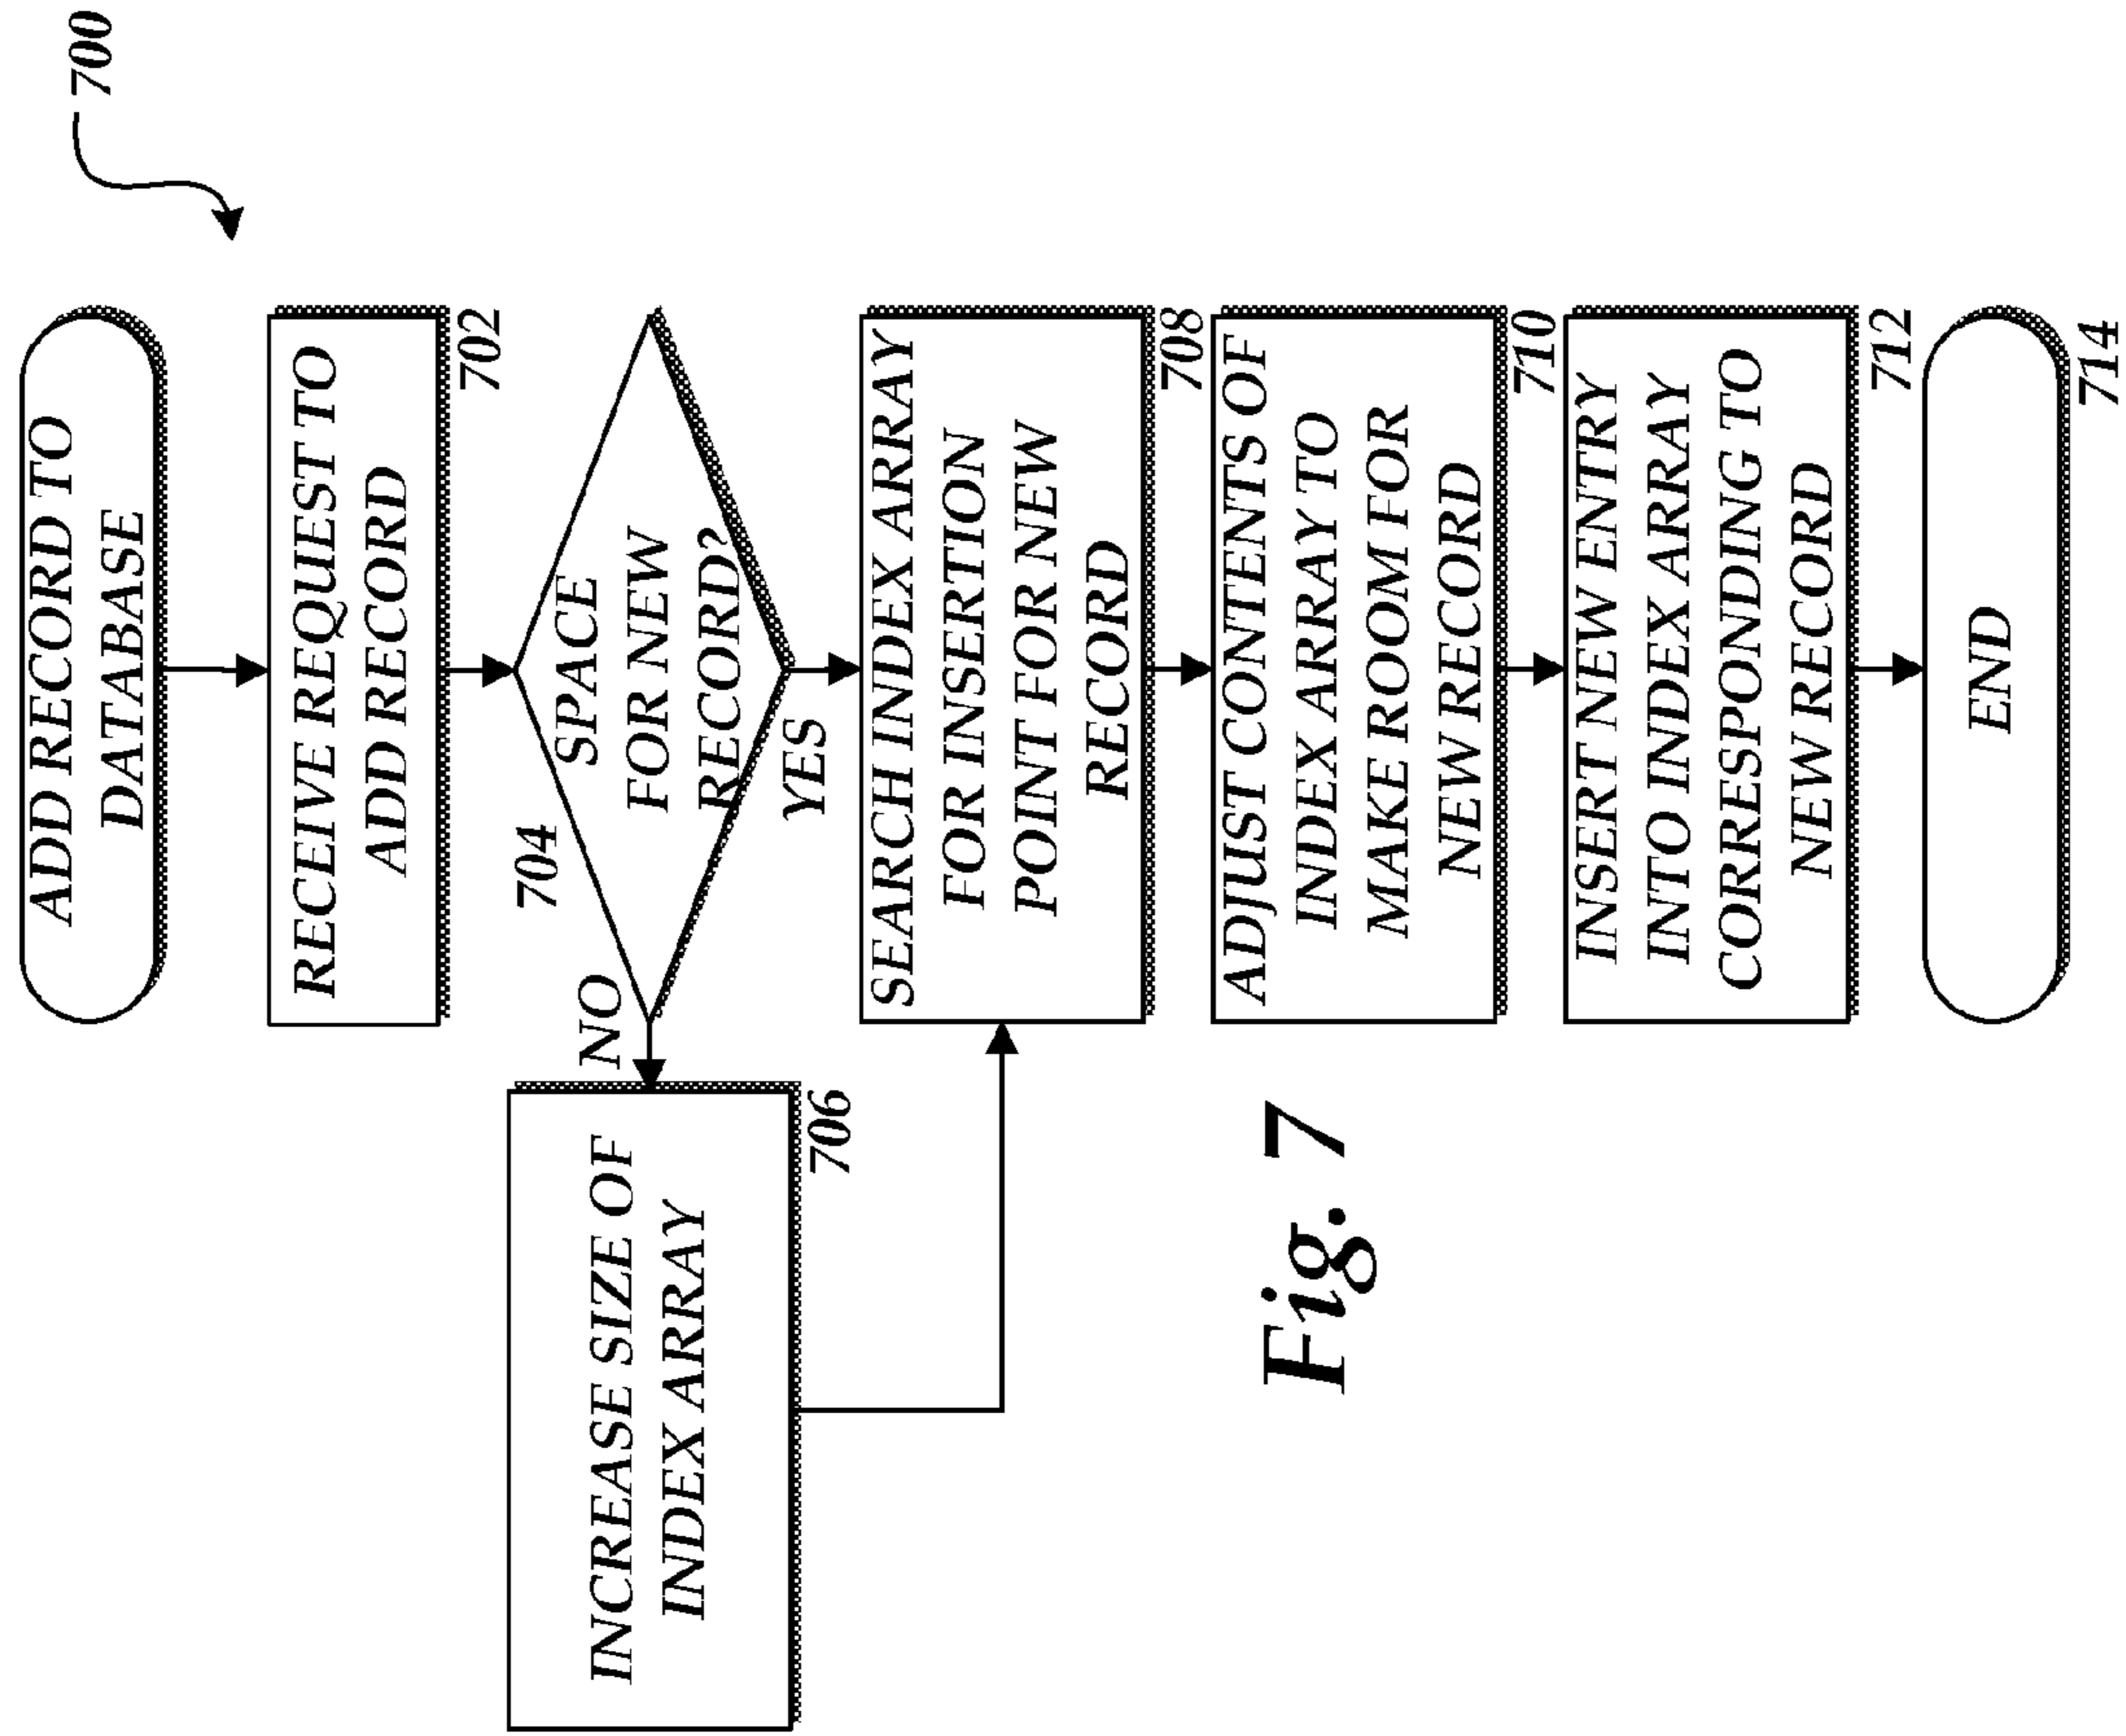 700
ADD RECORD TO
DATABASE
RECEIVE REQUEST TO
ADD RECORD
702
704
SPACE
FOR NEW
RECORD?
NO
YES
INCREASE SIZE OF
INDEX ARRAY
706
SEARCH INDEX ARRAY
FOR INSERTION
POINT FOR NEW
RECORD
708
ADJUST CONTENTS OF
INDEX ARRAY TO
MAKE ROOM FOR
NEW RECORD
710
INSERT NEW ENTRY
INTO INDEX ARRAY
CORRESPONDING TO
NEW RECORD
712
END
714
Fig. 7